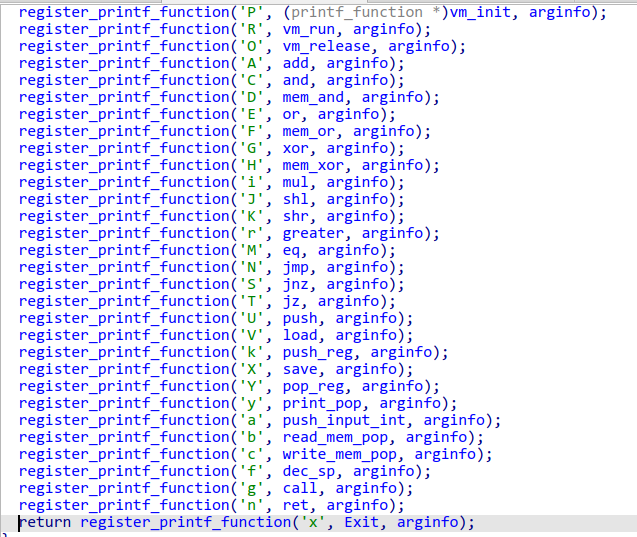 register_printf_function('P', (printf_function *)vm_init, arginfo);
register_printf_function('R', vm_run, arginfo);
register_printf_function('O', vm_release, arginfo);
register_printf_function('A', add, arginfo);
register_printf_function('C', and, arginfo);
register_printf_function('D', mem_and, arginfo);
register_printf_function('E', or, arginfo);
register_printf_function('F', mem_or, arginfo);
register_printf_function('G', xor, arginfo);
register_printf_function('H', mem_xor, arginfo);
register_printf_function('i', mul, arginfo);
register_printf_function('J', shl, arginfo);
register_printf_function('K', shr, arginfo);
register_printf_function('r', greater, arginfo);
register_printf_function('M', eq, arginfo);
register_printf_function('N', jmp, arginfo);
register_printf_function('S', jnz, arginfo);
register_printf_function('T', jz, arginfo);
register_printf_function('U', push, arginfo);
register_printf_function('V', load, arginfo);
register_printf_function('k', push_reg, arginfo);
register_printf_function('X', save, arginfo);
register_printf_function('Y', pop_reg, arginfo);
register_printf_function('y', print_pop, arginfo);
register_printf_function('a', push_input_int, arginfo);
register_printf_function('b', read_mem_pop, arginfo);
register_printf_function('c', write_mem_pop, arginfo);
register_printf_function('f', dec_sp, arginfo);
register_printf_function('g', call, arginfo);
register_printf_function('n', ret, arginfo);
return register_printf_function('x', Exit, arginfo);